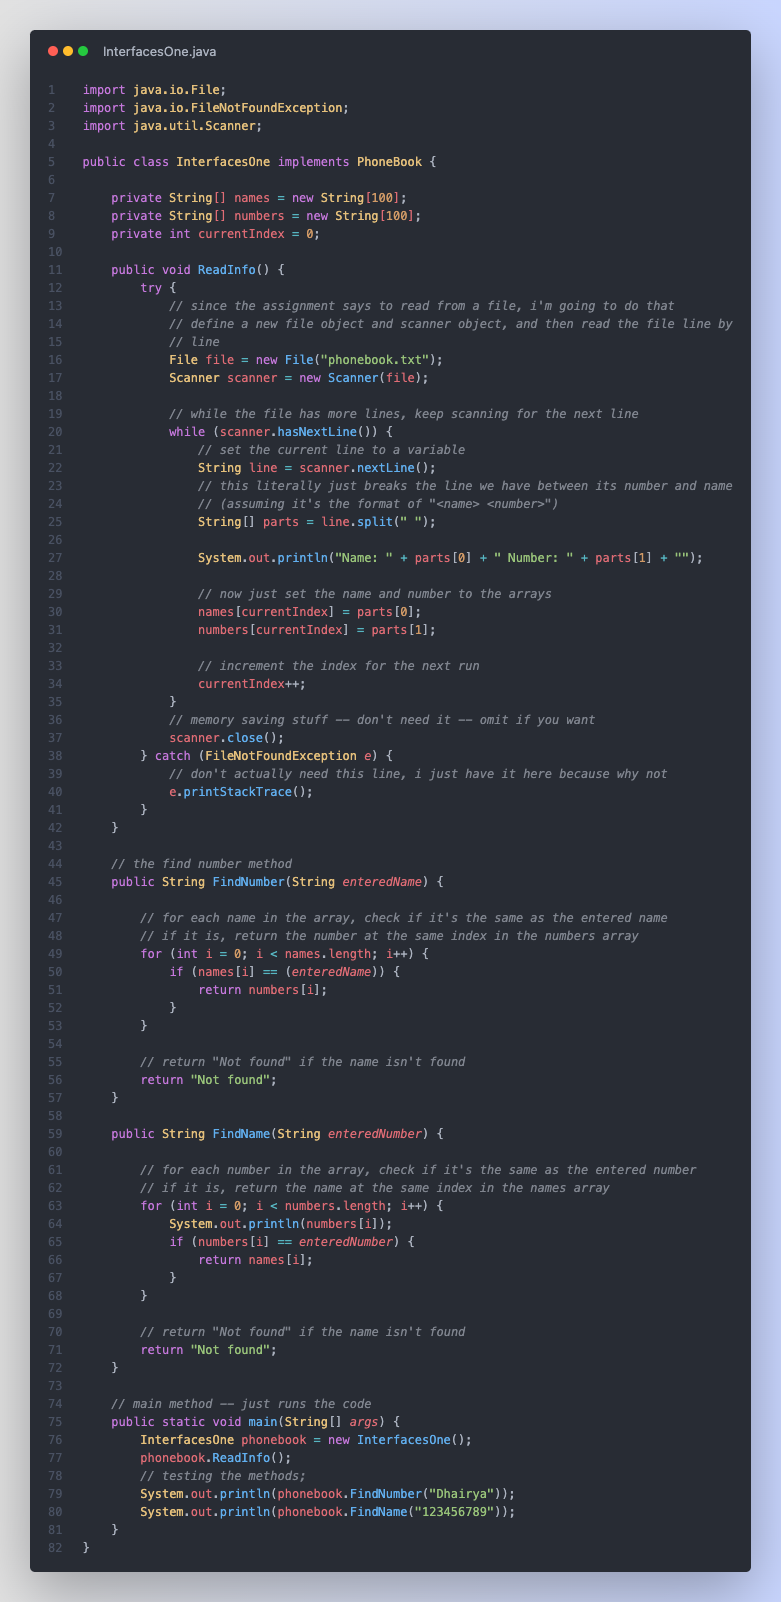 InterfacesOne.java
1 import java.io.File;
2 import java.io.FileNotFoundException;
3 import java.util.Scanner;
4
5 public class InterfacesOne implements PhoneBook {
6
7     private String[] names = new String[100];
8     private String[] numbers = new String[100];
9     private int currentIndex = 0;
10
11     public void ReadInfo() {
12         try {
13             // since the assignment says to read from a file, i'm going to do that
14             // define a new file object and scanner object, and then read the file line by
15             // line
16             File file = new File("phonebook.txt");
17             Scanner scanner = new Scanner(file);
18
19             // while the file has more lines, keep scanning for the next line
20             while (scanner.hasNextLine()) {
21                 // set the current line to a variable
22                 String line = scanner.nextLine();
23                 // this literally just breaks the line we have between its number and name
24                 // (assuming it's the format of "<name> <number>")
25                 String[] parts = line.split(" ");
26
27                 System.out.println("Name: " + parts[0] + " Number: " + parts[1] + "");
28
29                 // now just set the name and number to the arrays
30                 names[currentIndex] = parts[0];
31                 numbers[currentIndex] = parts[1];
32
33                 // increment the index for the next run
34                 currentIndex++;
35             }
36             // memory saving stuff -- don't need it -- omit if you want
37             scanner.close();
38         } catch (FileNotFoundException e) {
39             // don't actually need this line, i just have it here because why not
40             e.printStackTrace();
41         }
42     }
43
44     // the find number method
45     public String FindNumber(String enteredName) {
46
47         // for each name in the array, check if it's the same as the entered name
48         // if it is, return the number at the same index in the numbers array
49         for (int i = 0; i < names.length; i++) {
50             if (names[i] == (enteredName)) {
51                 return numbers[i];
52             }
53         }
54
55         // return "Not found" if the name isn't found
56         return "Not found";
57     }
58
59     public String FindName(String enteredNumber) {
60
61         // for each number in the array, check if it's the same as the entered number
62         // if it is, return the name at the same index in the names array
63         for (int i = 0; i < numbers.length; i++) {
64             System.out.println(numbers[i]);
65             if (numbers[i] == enteredNumber) {
66                 return names[i];
67             }
68         }
69
70         // return "Not found" if the name isn't found
71         return "Not found";
72     }
73
74     // main method -- just runs the code
75     public static void main(String[] args) {
76         InterfacesOne phonebook = new InterfacesOne();
77         phonebook.ReadInfo();
78         // testing the methods;
79         System.out.println(phonebook.FindNumber("Dhairya"));
80         System.out.println(phonebook.FindName("123456789"));
81     }
82 }